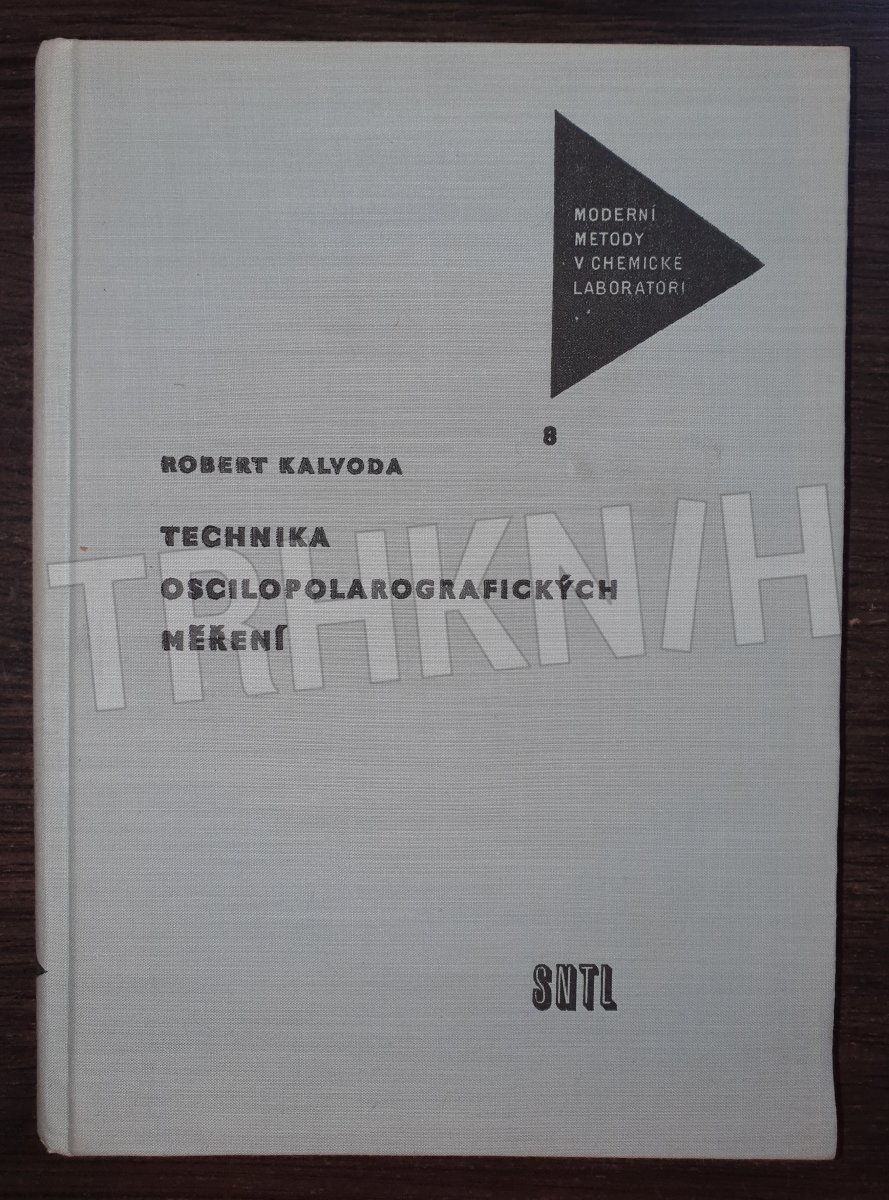 MODERNÍ
METODY
V CHEMICKÉ
LABORATOŘI
8
ROBERT KALVODA
TECHNIKA
OSCILOPOLAROGRAFICKÝCH
MĚŘENÍ
TRHKNIH
SNTL